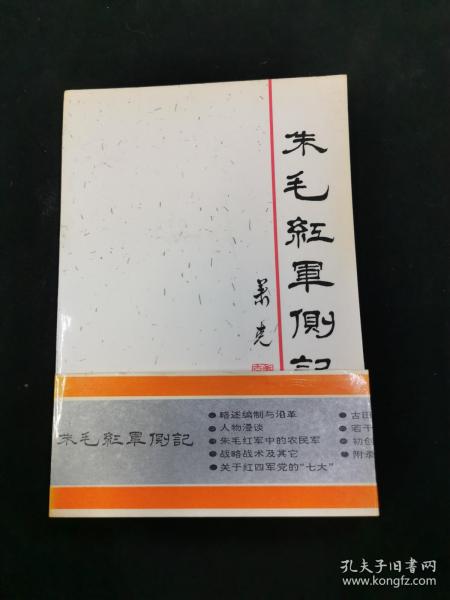 朱毛紅軍側記
萧克
朱毛紅軍側記
●略述编制与沿革
●人物漫谈
●朱毛红军中的农民军
●战略战术及其它
●关于红四军党的“七大”
●古田
●若干
●初创
●附录
孔夫子旧书网
www.kongfz.com